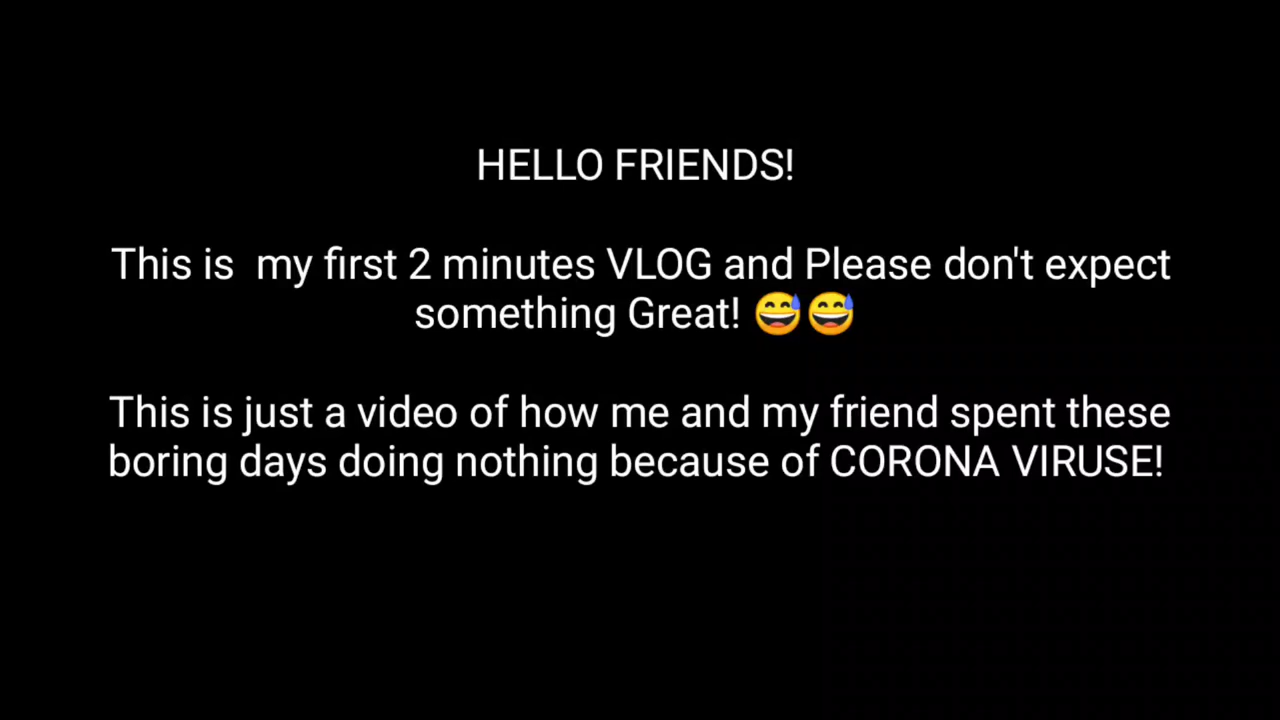 HELLO FRIENDS!
This is  my first 2 minutes VLOG and Please don't expect
something Great! 😅😅
This is just a video of how me and my friend spent these
boring days doing nothing because of CORONA VIRUSE!